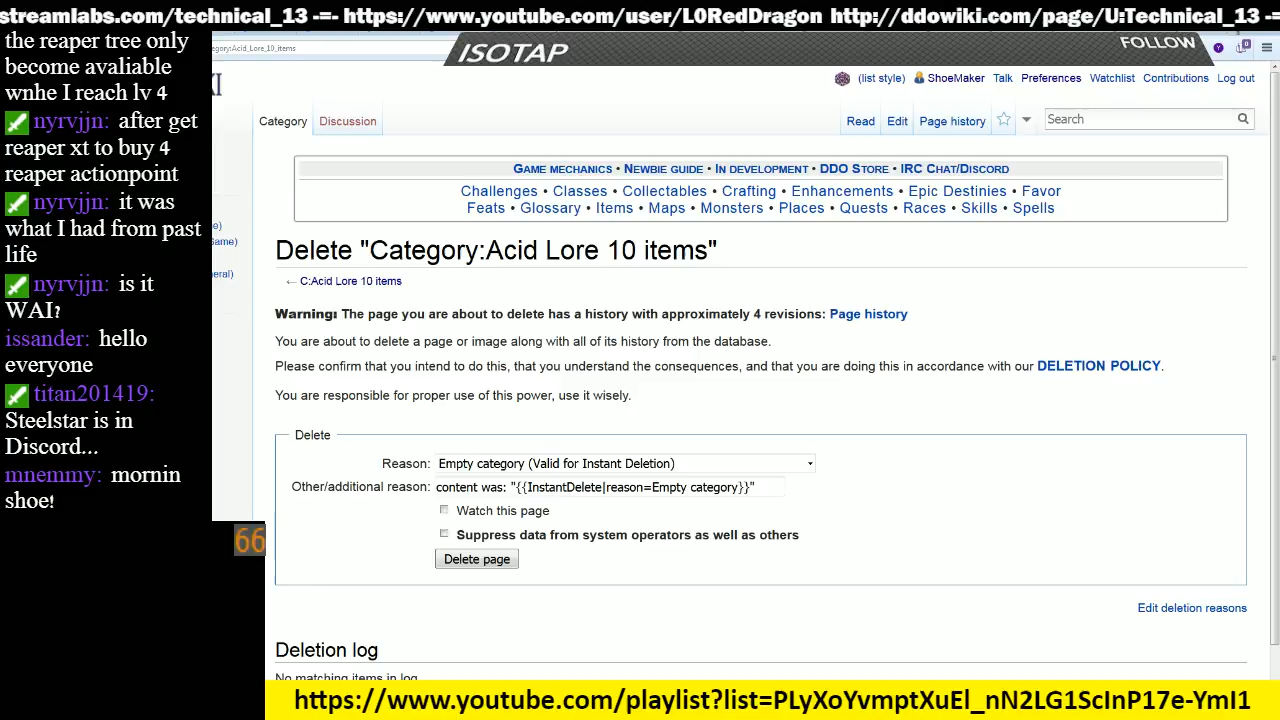 streamlabs.com/technical_13 -=- https://www.youtube.com/user/L0RedDragon http://ddowiki.com/page/U:Technical_13 -=
the reaper tree only
become avaliable
wnhe I reach lv 4
nyrvjjn: after get
reaper xt to buy 4
reaper actionpoint
nyrvjjn: it was
what I had from past
life
nyrvjjn: is it
WAI?
issander: hello
everyone
titan201419:
Steelstar is in
Discord...
mnemmy: mornin
shoe!
66
egory:Acid_Lore_10_items
ISOTAP
FOLLOW
(list style) ShoeMaker Talk Preferences Watchlist Contributions Log out
Category Discussion Read Edit Page history Search
GAME MECHANICS • NEWBIE GUIDE • IN DEVELOPMENT • DDO STORE • IRC CHAT/DISCORD
Challenges • Classes • Collectables • Crafting • Enhancements • Epic Destinies • Favor
Feats • Glossary • Items • Maps • Monsters • Places • Quests • Races • Skills • Spells
Delete "Category:Acid Lore 10 items"
← C:Acid Lore 10 items
Warning: The page you are about to delete has a history with approximately 4 revisions: Page history
You are about to delete a page or image along with all of its history from the database.
Please confirm that you intend to do this, that you understand the consequences, and that you are doing this in accordance with our DELETION POLICY.
You are responsible for proper use of this power, use it wisely.
Delete
Reason: Empty category (Valid for Instant Deletion)
Other/additional reason: content was: "{{InstantDelete|reason=Empty category}}"
Watch this page
Suppress data from system operators as well as others
Delete page
Edit deletion reasons
Deletion log
No matching items in log.
https://www.youtube.com/playlist?list=PLyXoYvmptXuEl_nN2LG1ScInP17e-YmI1